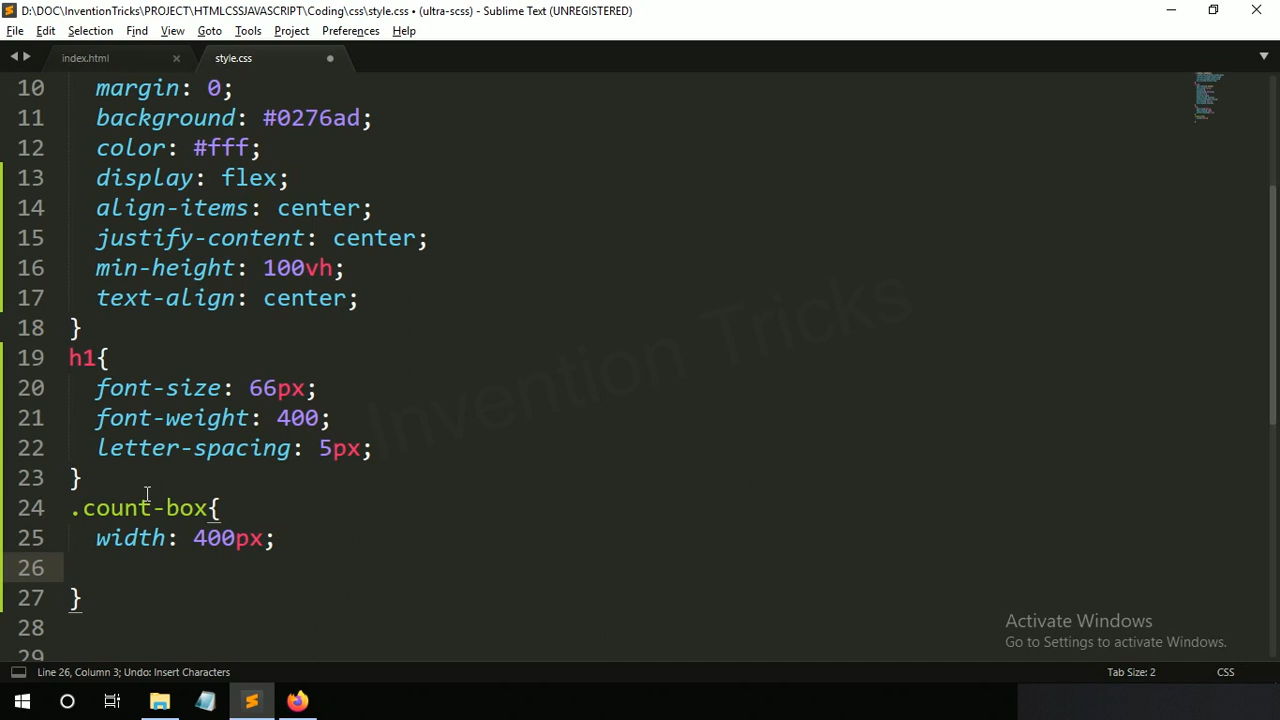 D:\DOC\InventionTricks\PROJECT\HTMLCSSJAVASCRIPT\Coding\css\style.css • (ultra-scss) - Sublime Text (UNREGISTERED)
File Edit Selection Find View Goto Tools Project Preferences Help
index.html style.css
10 margin: 0;
11 background: #0276ad;
12 color: #fff;
13 display: flex;
14 align-items: center;
15 justify-content: center;
16 min-height: 100vh;
17 text-align: center;
18 }
19 h1{
20 font-size: 66px;
21 font-weight: 400;
22 letter-spacing: 5px;
23 }
24 .count-box{
25 width: 400px;
26
27 }
28
29
Invention Tricks
Activate Windows
Go to Settings to activate Windows.
Line 26, Column 3; Undo: Insert Characters Tab Size: 2 CSS